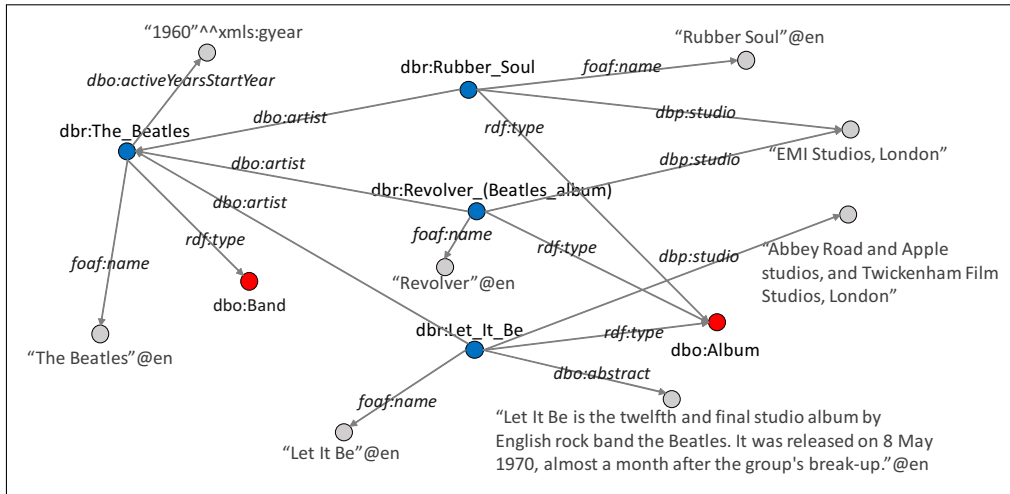 “1960”^^xmls:gyear
“Rubber Soul”@en
dbr:Rubber_Soul
foaf:name
dbo:activeYearsStartYear
dbo:artist
dbp:studio
rdf:type
dbr:The_Beatles
dbo:artist
dbp:studio
“EMI Studios, London”
dbr:Revolver_(Beatles_album)
dbo:artist
foaf:name
rdf:type
rdf:type
dbp:studio
“Abbey Road and Apple
studios, and Twickenham Film
Studios, London”
foaf:name
“Revolver”@en
dbo:Band
dbr:Let_It_Be
rdf:type
dbo:Album
“The Beatles”@en
dbo:abstract
foaf:name
“Let It Be”@en
“Let It Be is the twelfth and final studio album by
English rock band the Beatles. It was released on 8 May
1970, almost a month after the group's break-up.”@en